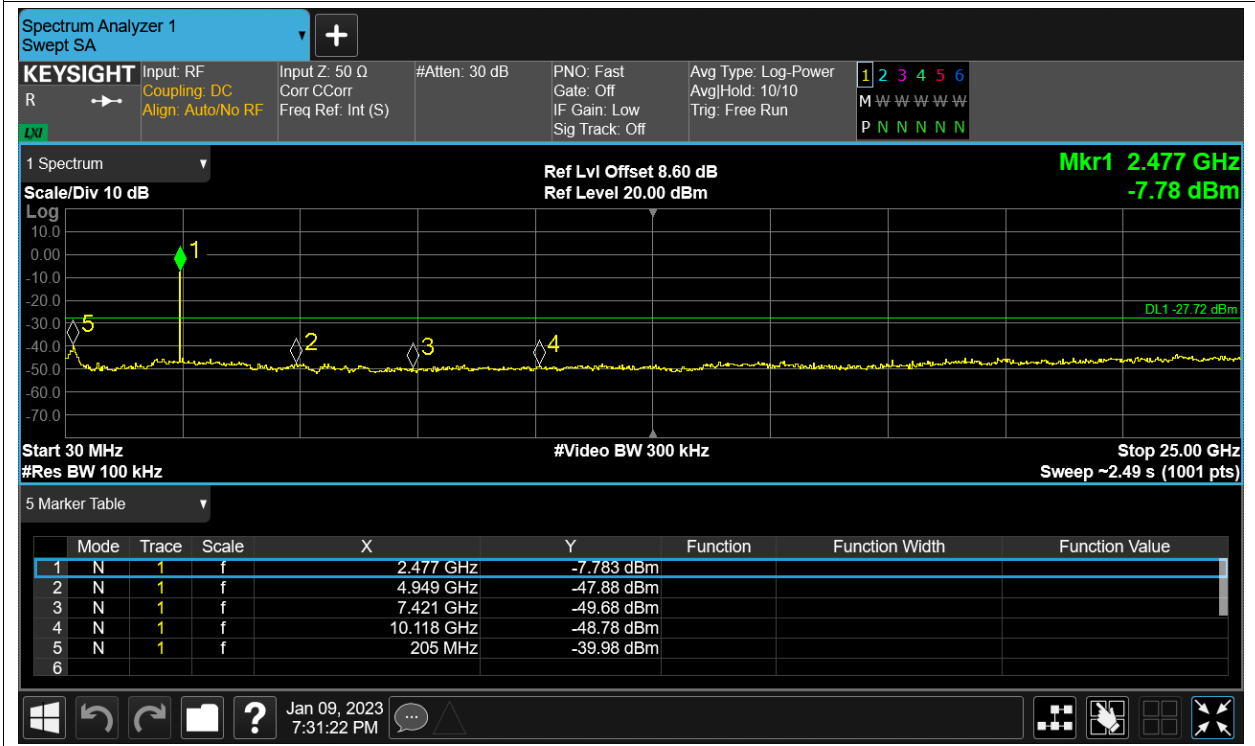 Spectrum Analyzer 1
Swept SA
+
KEYSIGHT
R
LXI
Input: RF
Coupling: DC
Align: Auto/No RF
Input Z: 50 Ω
Corr CCorr
Freq Ref: Int (S)
#Atten: 30 dB
PNO: Fast
Gate: Off
IF Gain: Low
Sig Track: Off
Avg Type: Log-Power
Avg|Hold: 10/10
Trig: Free Run
1 2 3 4 5 6
M W W W W W
P N N N N N
1 Spectrum
Scale/Div 10 dB
Ref Lvl Offset 8.60 dB
Ref Level 20.00 dBm
Mkr1 2.477 GHz
-7.78 dBm
Log
10.0
0.00
-10.0
-20.0
-30.0
-40.0
-50.0
-60.0
-70.0
1
5
2
3
4
DL1 -27.72 dBm
Start 30 MHz
#Video BW 300 kHz
Stop 25.00 GHz
#Res BW 100 kHz
Sweep ~2.49 s (1001 pts)
5 Marker Table
Mode Trace Scale X Y Function Function Width Function Value
1 N 1 f 2.477 GHz -7.783 dBm
2 N 1 f 4.949 GHz -47.88 dBm
3 N 1 f 7.421 GHz -49.68 dBm
4 N 1 f 10.118 GHz -48.78 dBm
5 N 1 f 205 MHz -39.98 dBm
6
?
Jan 09, 2023
7:31:22 PM